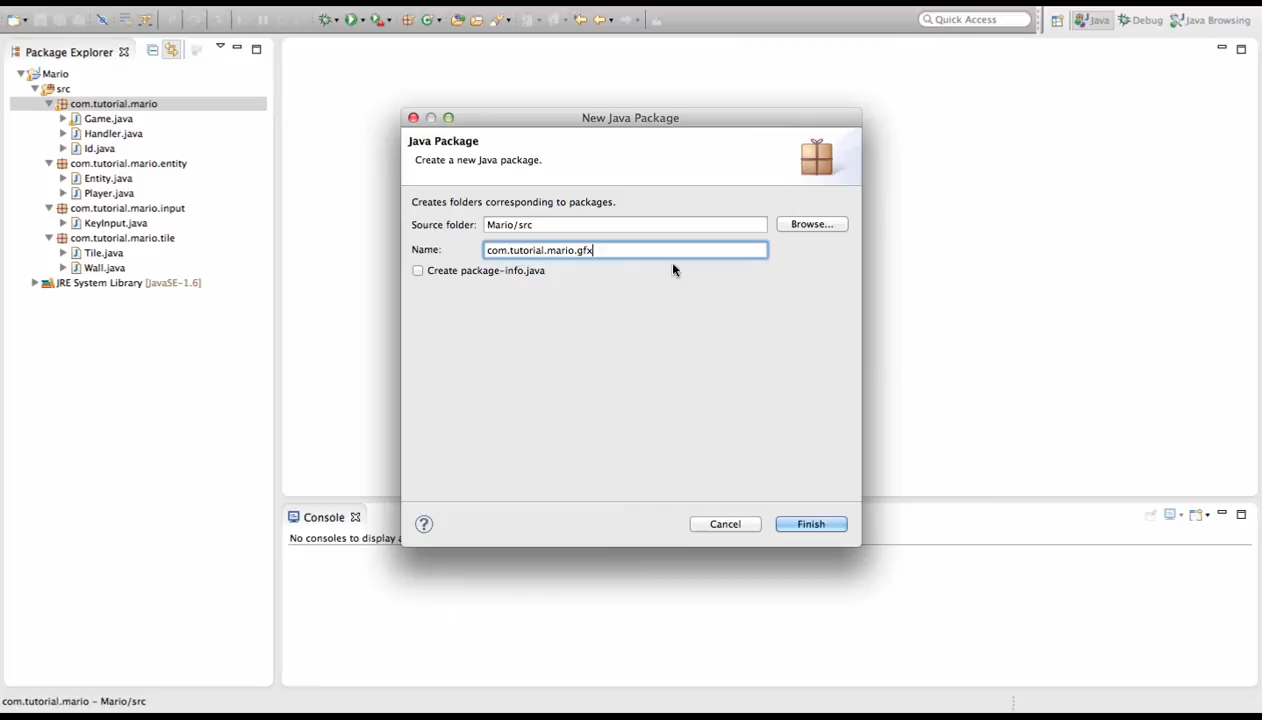 Quick Access
Java
Debug
Java Browsing
Package Explorer
Mario
src
com.tutorial.mario
Game.java
Handler.java
Id.java
com.tutorial.mario.entity
Entity.java
Player.java
com.tutorial.mario.input
KeyInput.java
com.tutorial.mario.tile
Tile.java
Wall.java
JRE System Library [JavaSE-1.6]
New Java Package
Java Package
Create a new Java package.
Creates folders corresponding to packages.
Source folder: Mario/src Browse...
Name: com.tutorial.mario.gfx
Create package-info.java
? Cancel Finish
Console
No consoles to display a
com.tutorial.mario - Mario/src